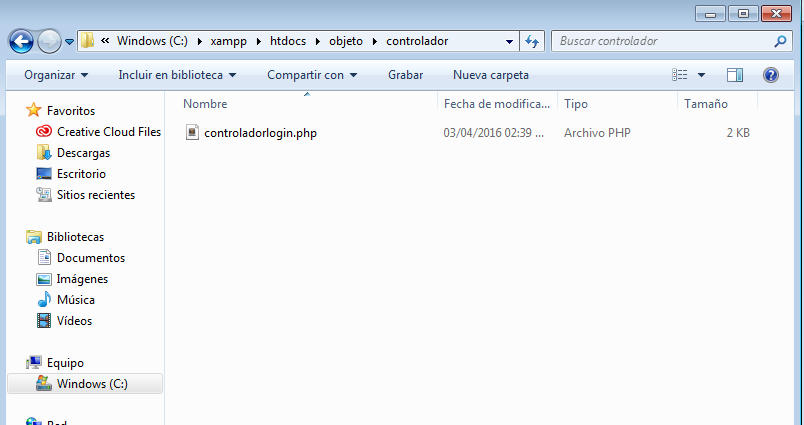 « Windows (C:) xampp htdocs objeto controlador Buscar controlador
Organizar Incluir en biblioteca Compartir con Grabar Nueva carpeta
Nombre Fecha de modifica... Tipo Tamaño
controladorlogin.php 03/04/2016 02:39 ... Archivo PHP 2 KB
Favoritos
Creative Cloud Files
Descargas
Escritorio
Sitios recientes
Bibliotecas
Documentos
Imágenes
Música
Vídeos
Equipo
Windows (C:)
Red